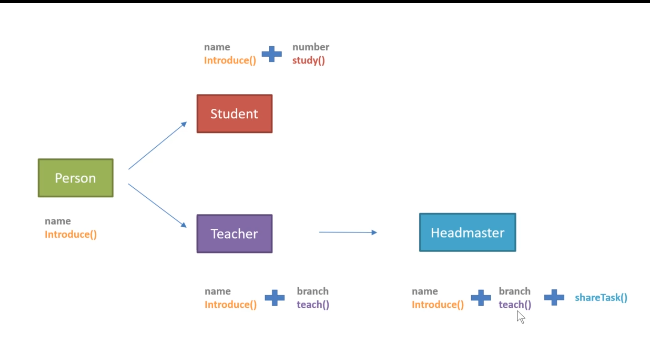 name number
Introduce() study()
Student
Person
name
Introduce()
Teacher
Headmaster
name branch
Introduce() teach()
name branch
Introduce() teach() shareTask()